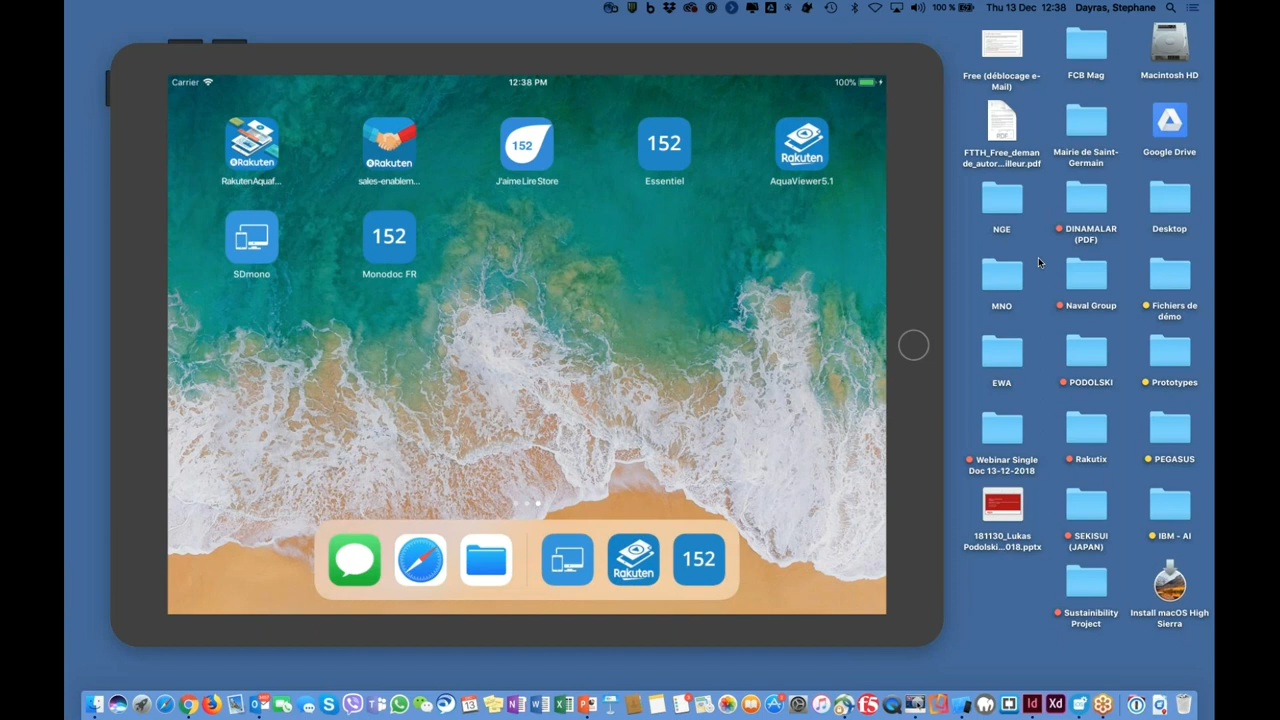 100 %
Thu 13 Dec 12:38
Dayras, Stephane
Carrier
12:38 PM
100%
Rakuten
RakutenAquaf...
Rakuten
sales-enablem...
152
J'aime Lire Store
152
Essentiel
Rakuten
AquaViewer5.1
SDmono
152
Monodoc FR
Rakuten
152
Free (déblocage e-
Mail)
FCB Mag
Macintosh HD
PDF
FTTH_Free_deman
de_autor...illeur.pdf
Mairie de Saint-
Germain
Google Drive
NGE
DINAMALAR
(PDF)
Desktop
MNO
Naval Group
Fichiers de
démo
EWA
PODOLSKI
Prototypes
Webinar Single
Doc 13-12-2018
Rakutix
PEGASUS
181130_Lukas
Podolski...018.pptx
SEKISUI
(JAPAN)
IBM - AI
Sustainibility
Project
Install macOS High
Sierra